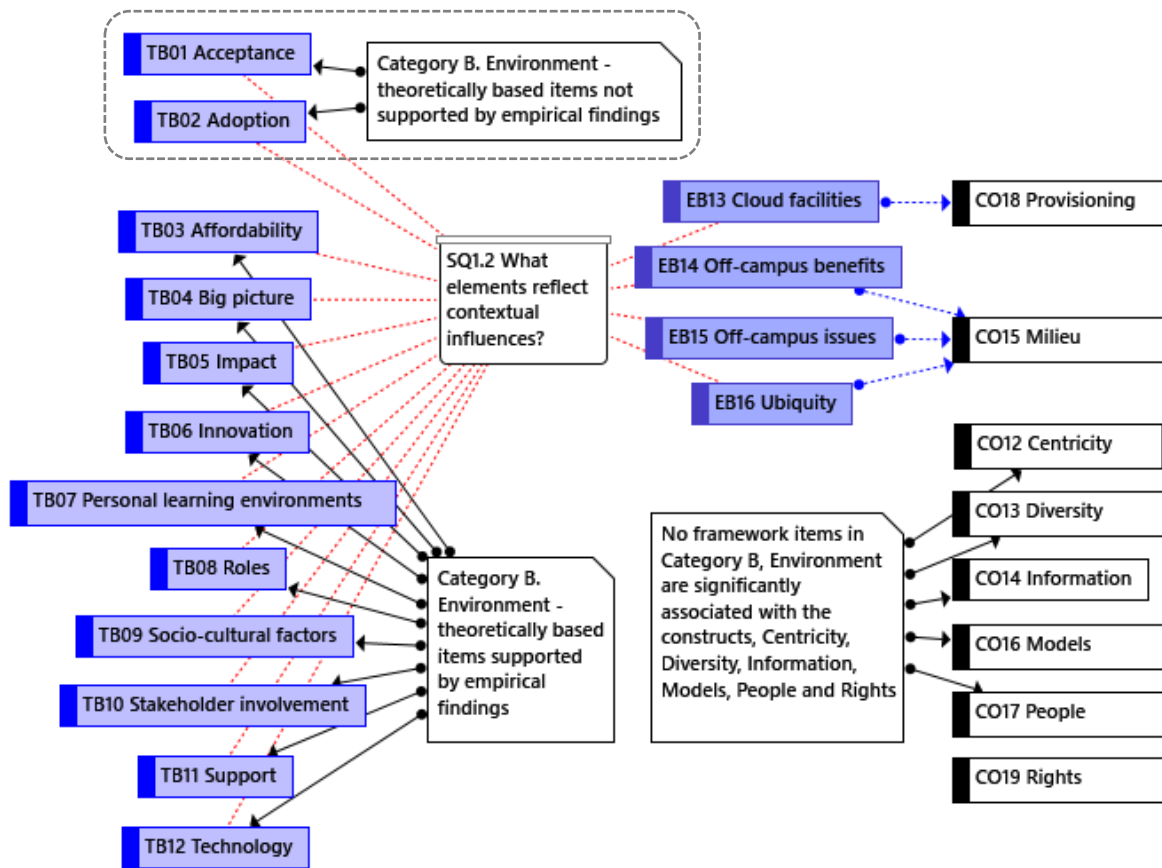 TB01 Acceptance
Category B. Environment -
theoretically based items not
supported by empirical findings
TB02 Adoption
EB13 Cloud facilities
CO18 Provisioning
TB03 Affordability
SQ1.2 What
elements reflect
contextual
influences?
EB14 Off-campus benefits
TB04 Big picture
EB15 Off-campus issues
CO15 Milieu
TB05 Impact
EB16 Ubiquity
TB06 Innovation
CO12 Centricity
TB07 Personal learning environments
CO13 Diversity
No framework items in
Category B, Environment
are significantly
associated with the
constructs, Centricity,
Diversity, Information,
Models, People and Rights
TB08 Roles
Category B.
Environment -
theoretically based
items supported
by empirical
findings
CO14 Information
TB09 Socio-cultural factors
CO16 Models
TB10 Stakeholder involvement
CO17 People
TB11 Support
CO19 Rights
TB12 Technology